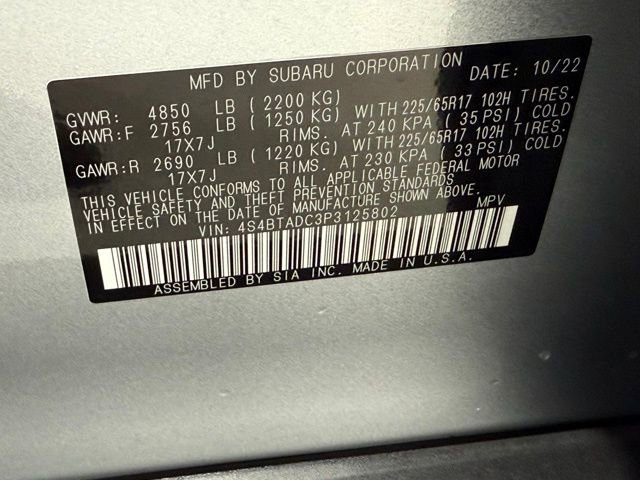 MFD BY SUBARU CORPORATION DATE: 10/22
GVWR: 4850 LB (2200 KG)
GAWR:F 2756 LB (1250 KG) WITH 225/65R17 102H TIRES.
17X7J RIMS. AT 240 KPA (35 PSI) COLD
GAWR:R 2690 LB (1220 KG) WITH 225/65R17 102H TIRES.
17X7J RIMS. AT 230 KPA (33 PSI) COLD
THIS VEHICLE CONFORMS TO ALL APPLICABLE FEDERAL MOTOR
VEHICLE SAFETY AND THEFT PREVENTION STANDARDS
IN EFFECT ON THE DATE OF MANUFACTURE SHOWN ABOVE.
VIN: 4S4BTADC3P3125802 MPV
ASSEMBLED BY SIA INC. MADE IN U.S.A.